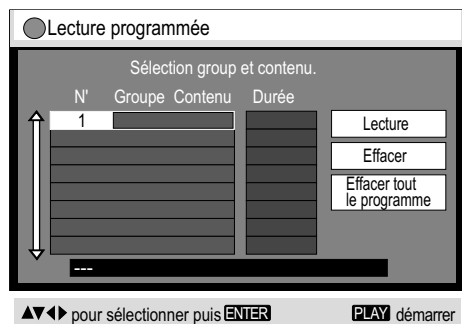 Lecture programmée
Sélection group et contenu.
N' Groupe Contenu Durée
1
Lecture
Effacer
Effacer tout
le programme
---
▲▼◀▶ pour sélectionner puis ENTER PLAY démarrer